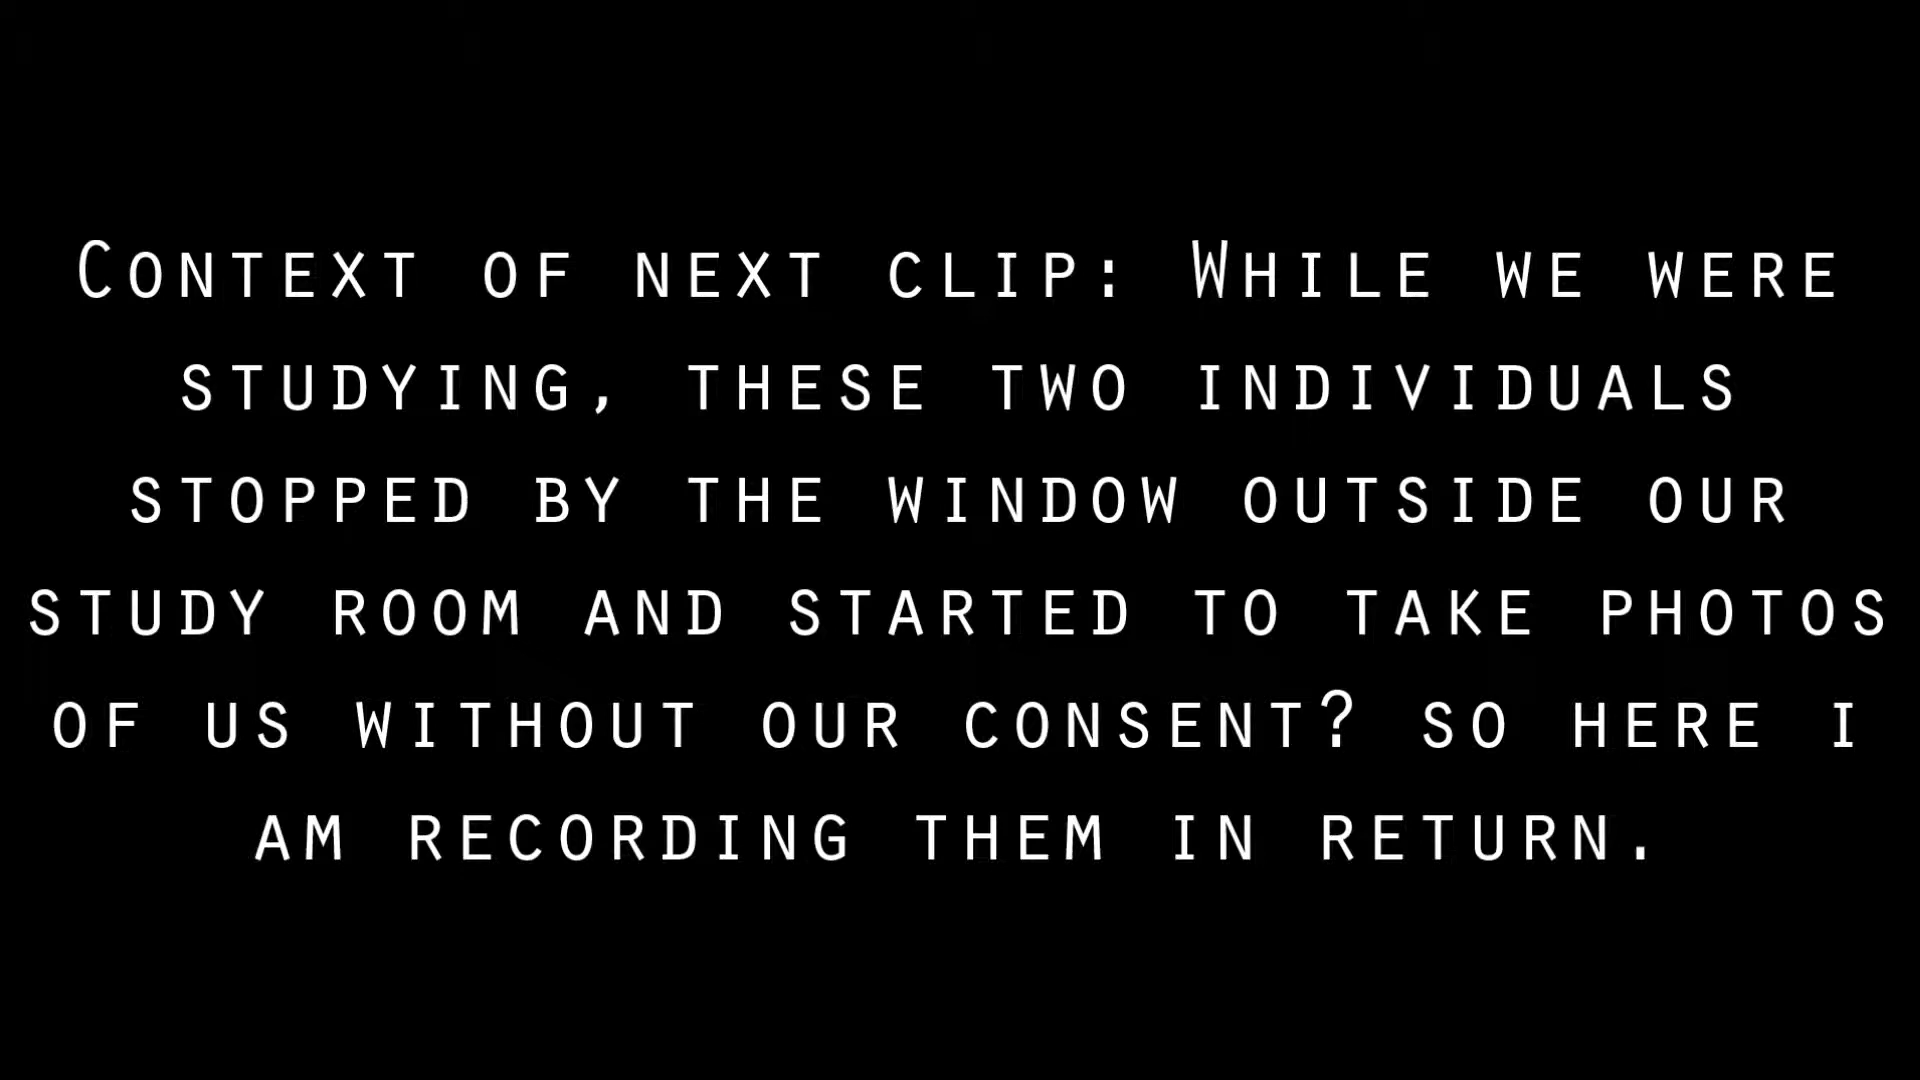 Context of next clip: While we were
studying, these two individuals
stopped by the window outside our
study room and started to take photos
of us without our consent? so here i
am recording them in return.